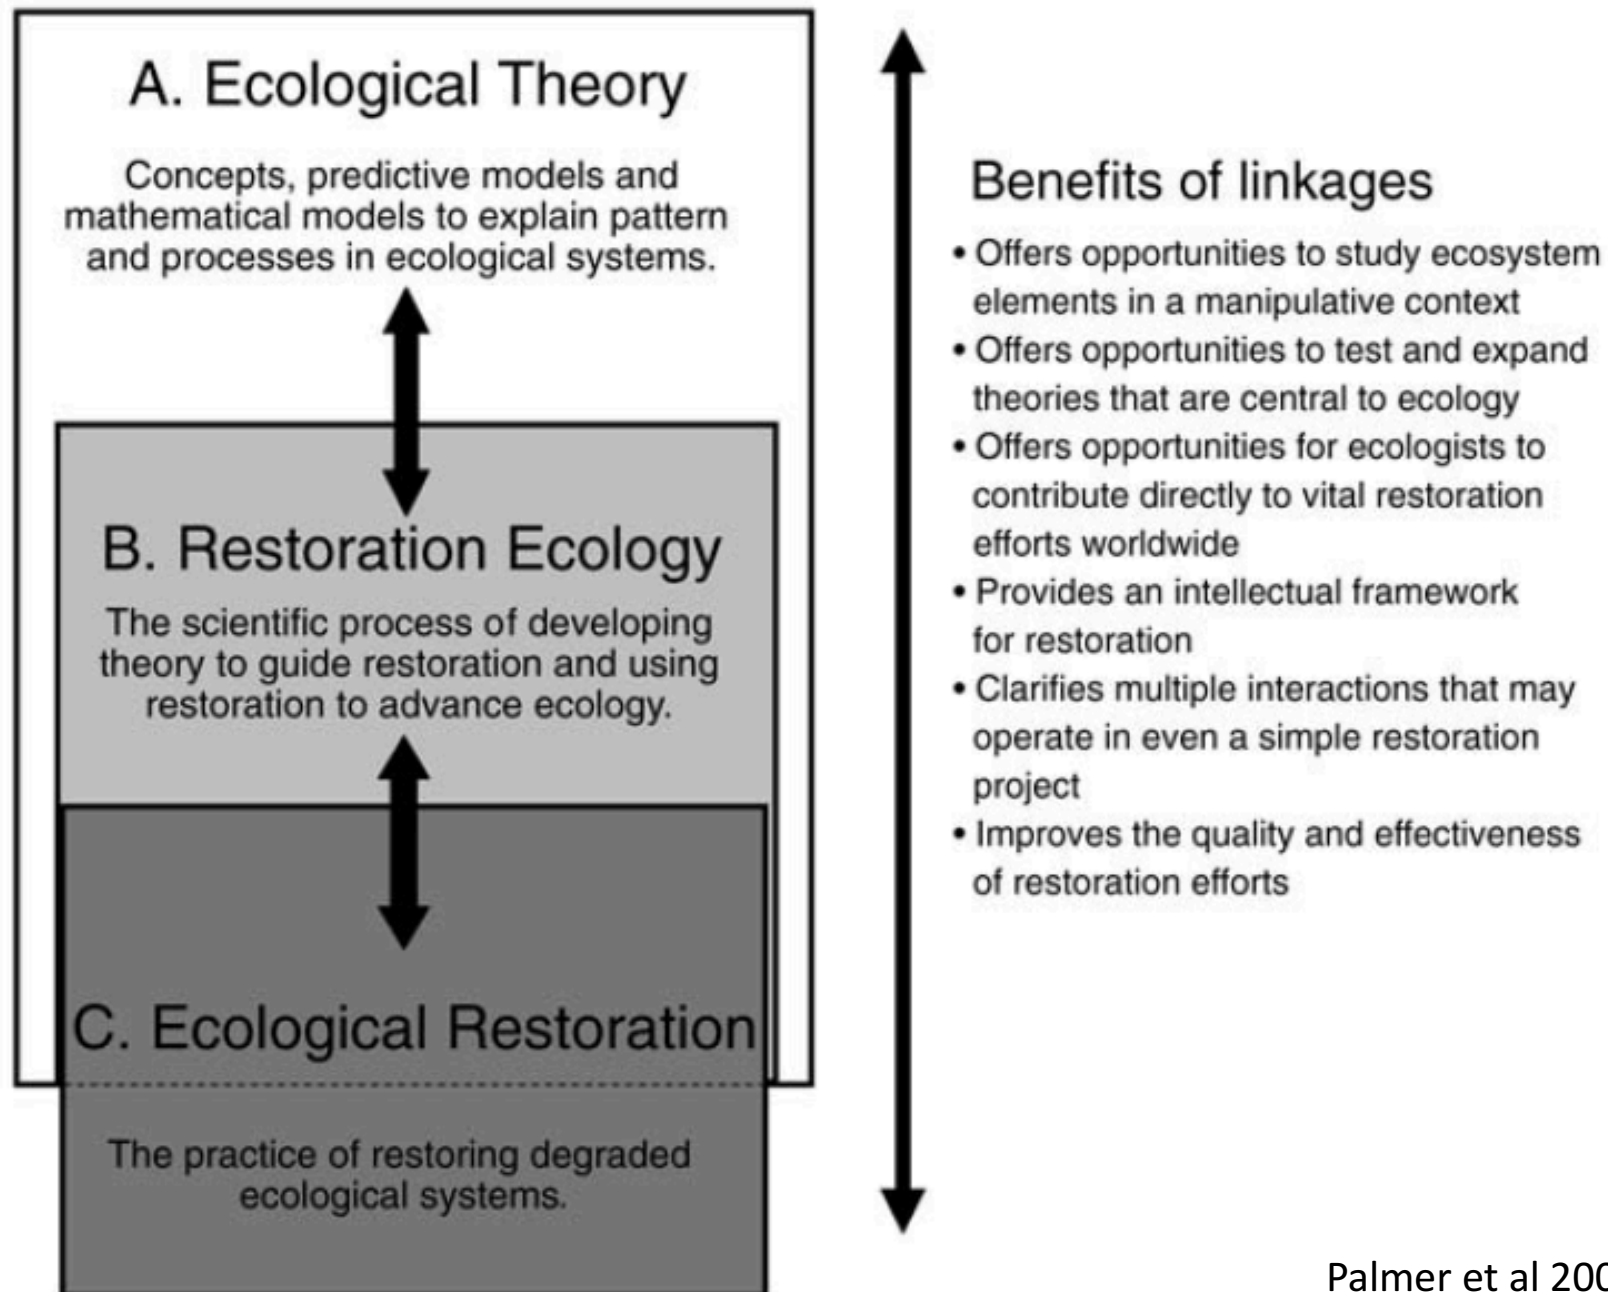 A. Ecological Theory
Concepts, predictive models and
mathematical models to explain pattern
and processes in ecological systems.
B. Restoration Ecology
The scientific process of developing
theory to guide restoration and using
restoration to advance ecology.
C. Ecological Restoration
The practice of restoring degraded
ecological systems.
Benefits of linkages
• Offers opportunities to study ecosystem
elements in a manipulative context
• Offers opportunities to test and expand
theories that are central to ecology
• Offers opportunities for ecologists to
contribute directly to vital restoration
efforts worldwide
• Provides an intellectual framework
for restoration
• Clarifies multiple interactions that may
operate in even a simple restoration
project
• Improves the quality and effectiveness
of restoration efforts
Palmer et al